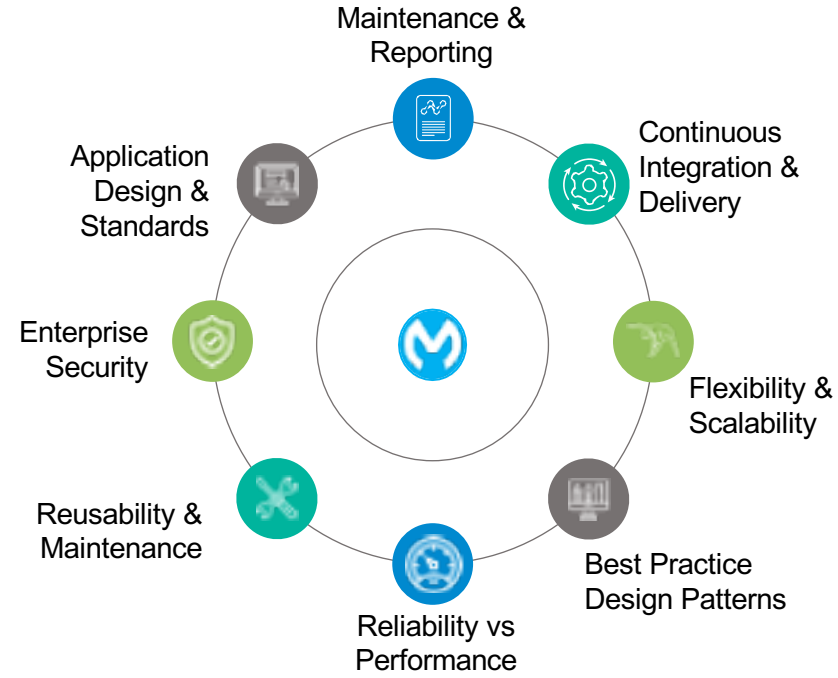 Maintenance &
Reporting
Continuous
Integration &
Delivery
Flexibility &
Scalability
Best Practice
Design Patterns
Reliability vs
Performance
Reusability &
Maintenance
Enterprise
Security
Application
Design &
Standards